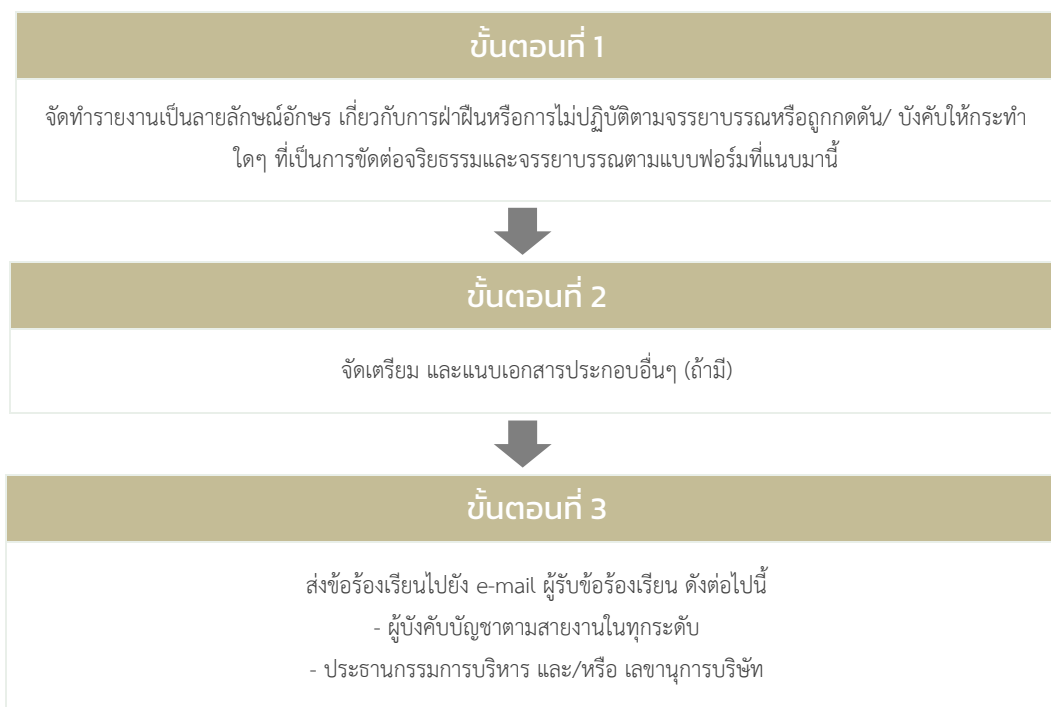 ขั้นตอนที่ 1
จัดทำรายงานเป็นลายลักษณ์อักษร เกี่ยวกับการฝ่าฝืนหรือการไม่ปฏิบัติตามจรรยาบรรณหรือถูกกดดัน/ บังคับให้กระทำ
ใดๆ ที่เป็นการขัดต่อจริยธรรมและจรรยาบรรณตามแบบฟอร์มที่แนบมานี้
ขั้นตอนที่ 2
จัดเตรียม และแนบเอกสารประกอบอื่นๆ (ถ้ามี)
ขั้นตอนที่ 3
ส่งข้อร้องเรียนไปยัง e-mail ผู้รับข้อร้องเรียน ดังต่อไปนี้
- ผู้บังคับบัญชาตามสายงานในทุกระดับ
- ประธานกรรมการบริหาร และ/หรือ เลขานุการบริษัท